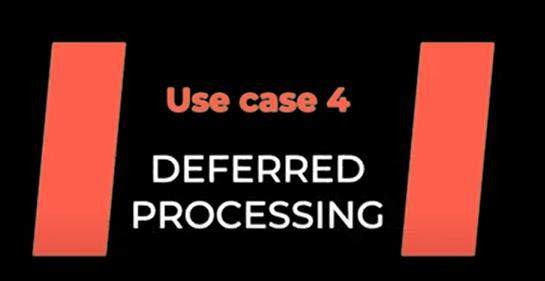 Use case 4
DEFERRED
PROCESSING